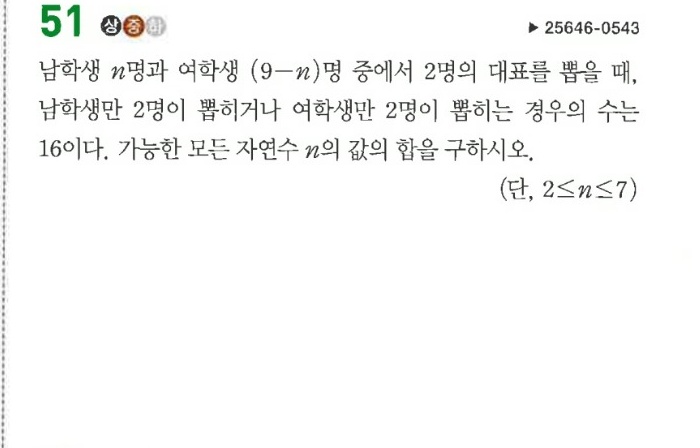 51 상 중 하 ▶ 25646-0543
남학생 n명과 여학생 (9-n)명 중에서 2명의 대표를 뽑을 때,
남학생만 2명이 뽑히거나 여학생만 2명이 뽑히는 경우의 수는
16이다. 가능한 모든 자연수 n의 값의 합을 구하시오.
(단, 2≤n≤7)